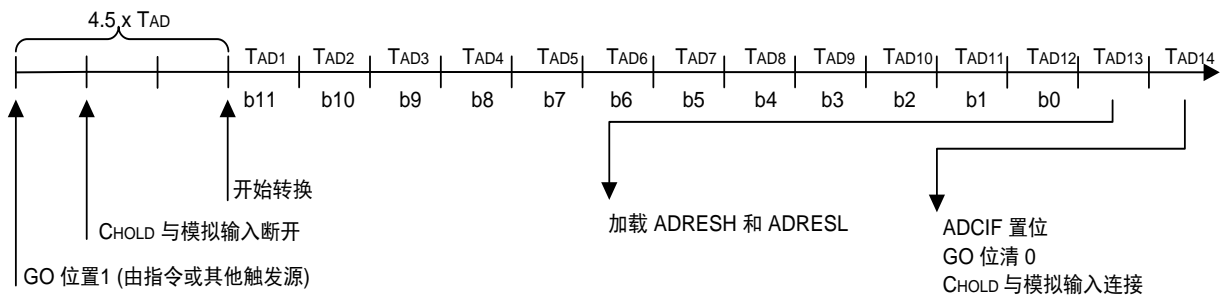 4.5 x TAD
TAD1 TAD2 TAD3 TAD4 TAD5 TAD6 TAD7 TAD8 TAD9 TAD10 TAD11 TAD12 TAD13 TAD14
b11 b10 b9 b8 b7 b6 b5 b4 b3 b2 b1 b0
开始转换
CHOLD 与模拟输入断开
GO 位置1 (由指令或其他触发源)
加载 ADRESH 和 ADRESL
ADCIF 置位
GO 位清 0
CHOLD 与模拟输入连接